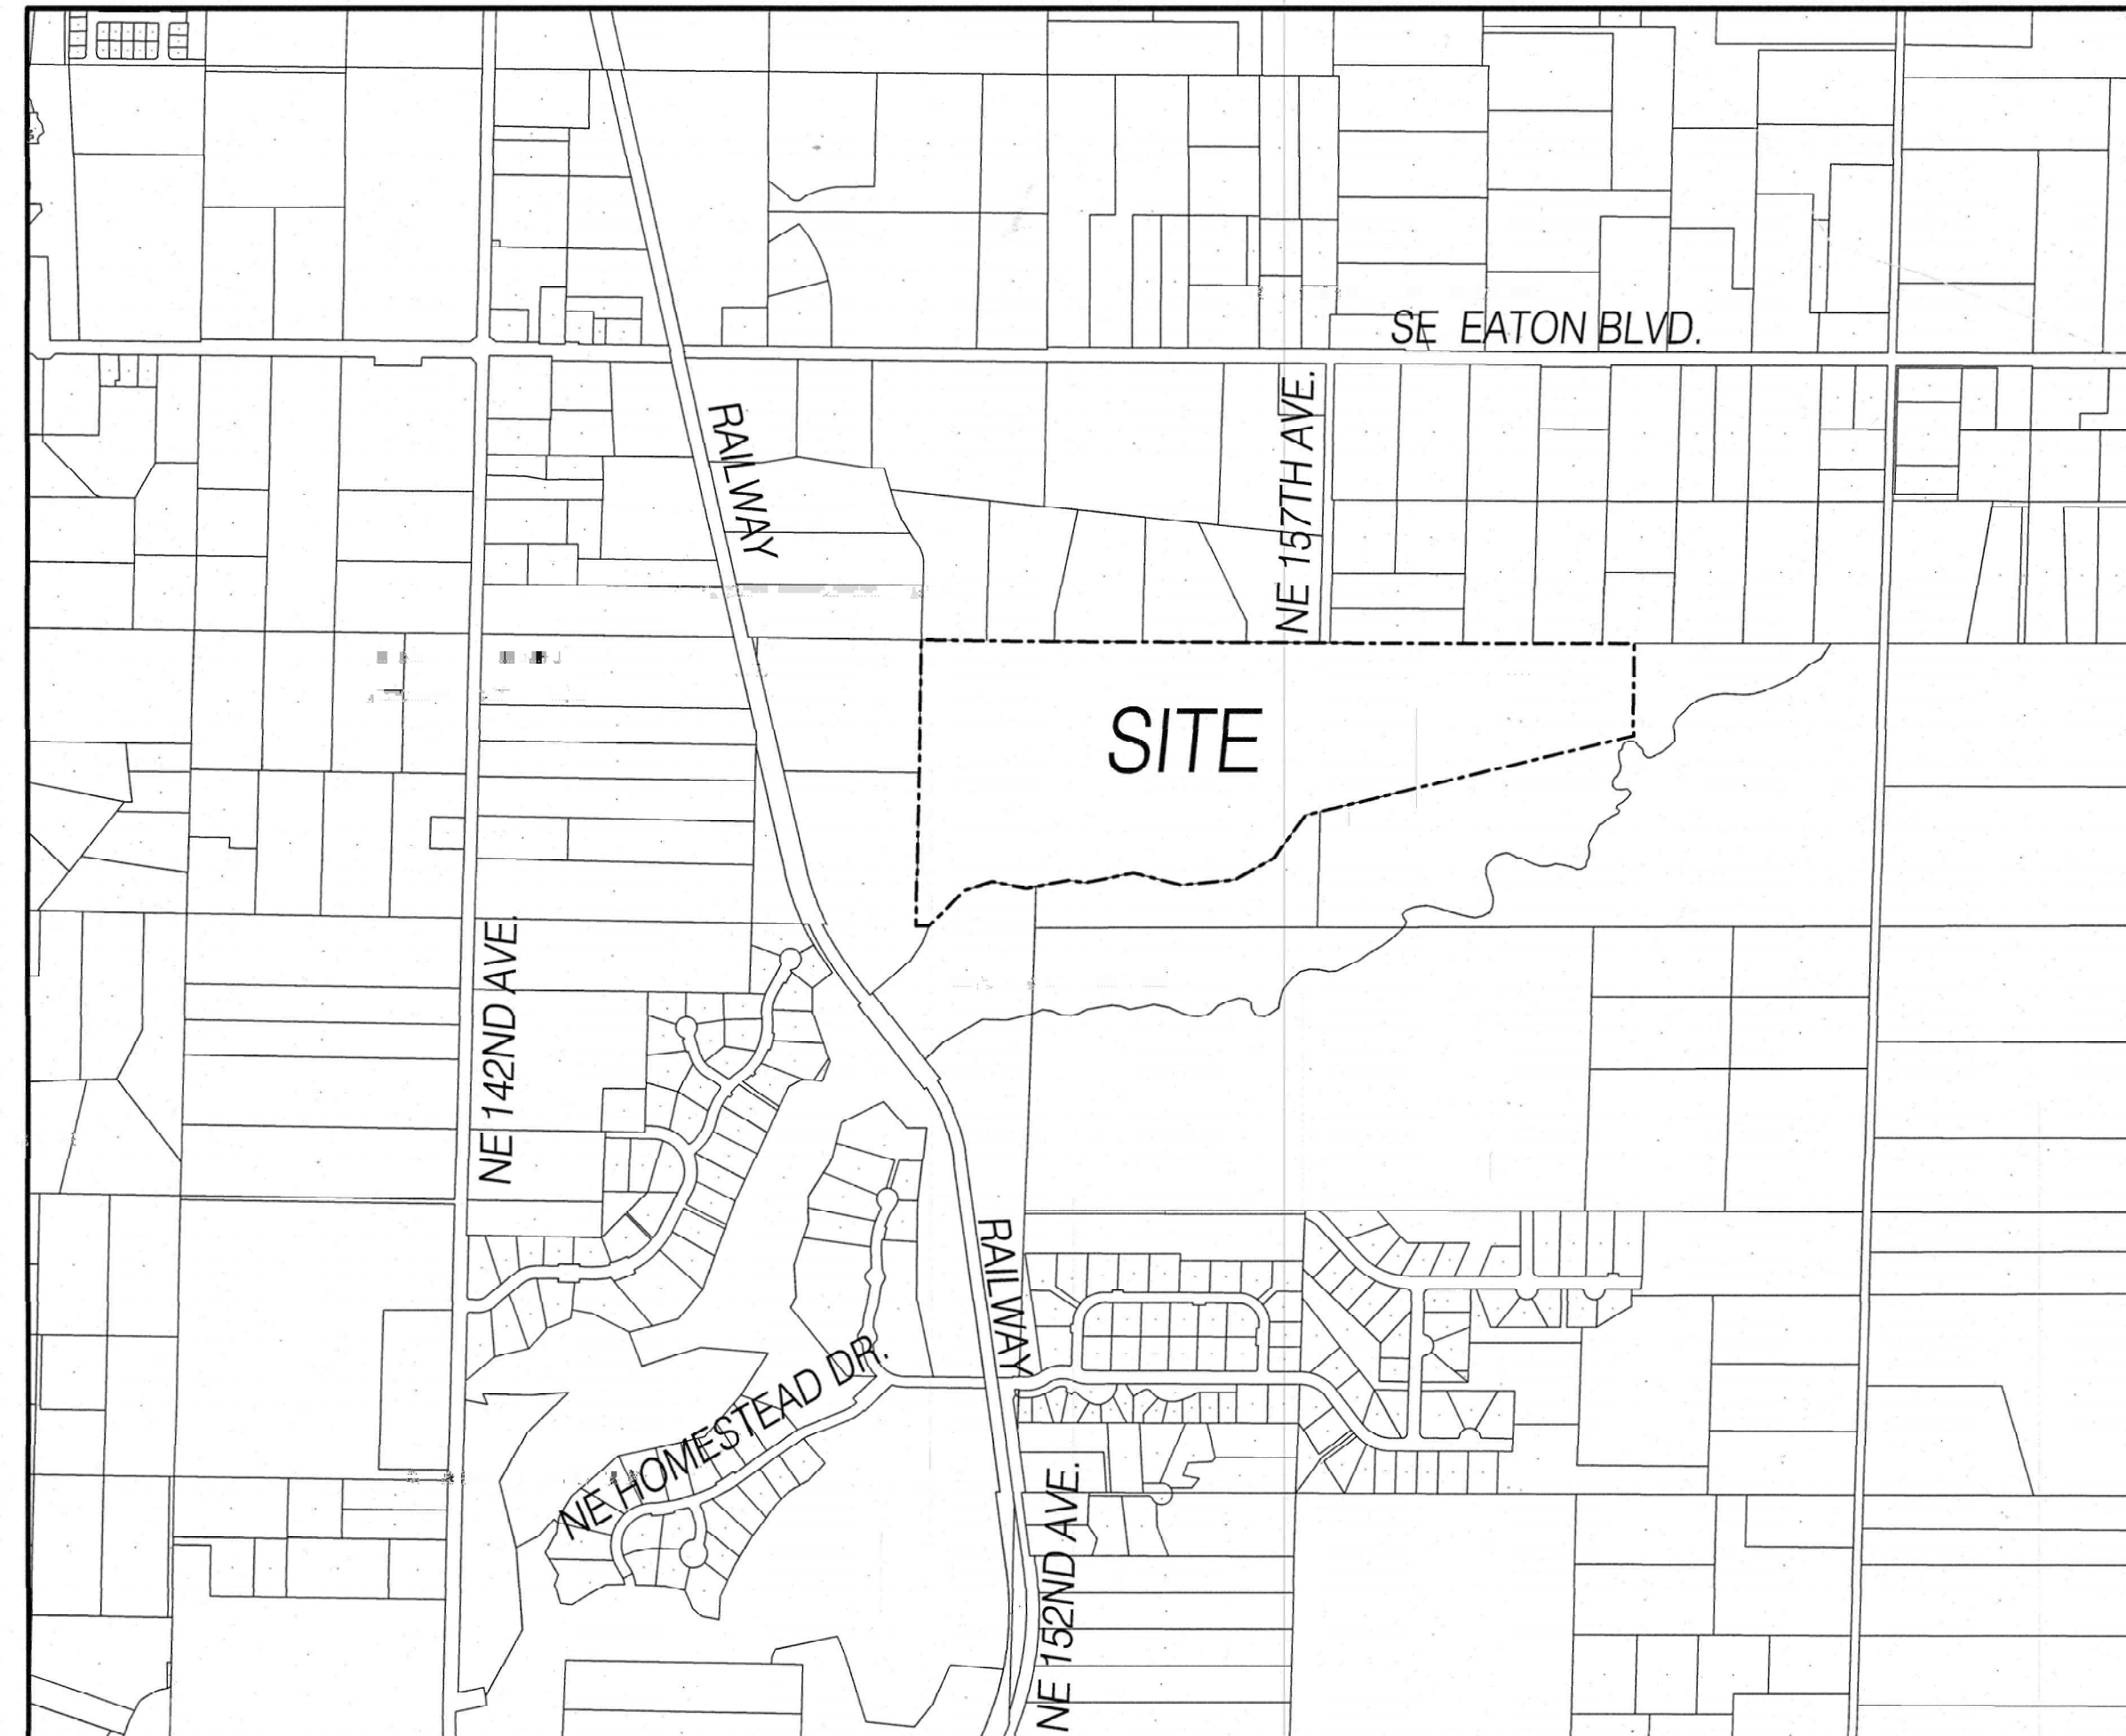 SE EATON BLVD.
RAILWAY
NE 157TH AVE.
SITE
NE 142ND AVE.
RAILWAY
NE HOMESTEAD DR.
NE 152ND AVE.